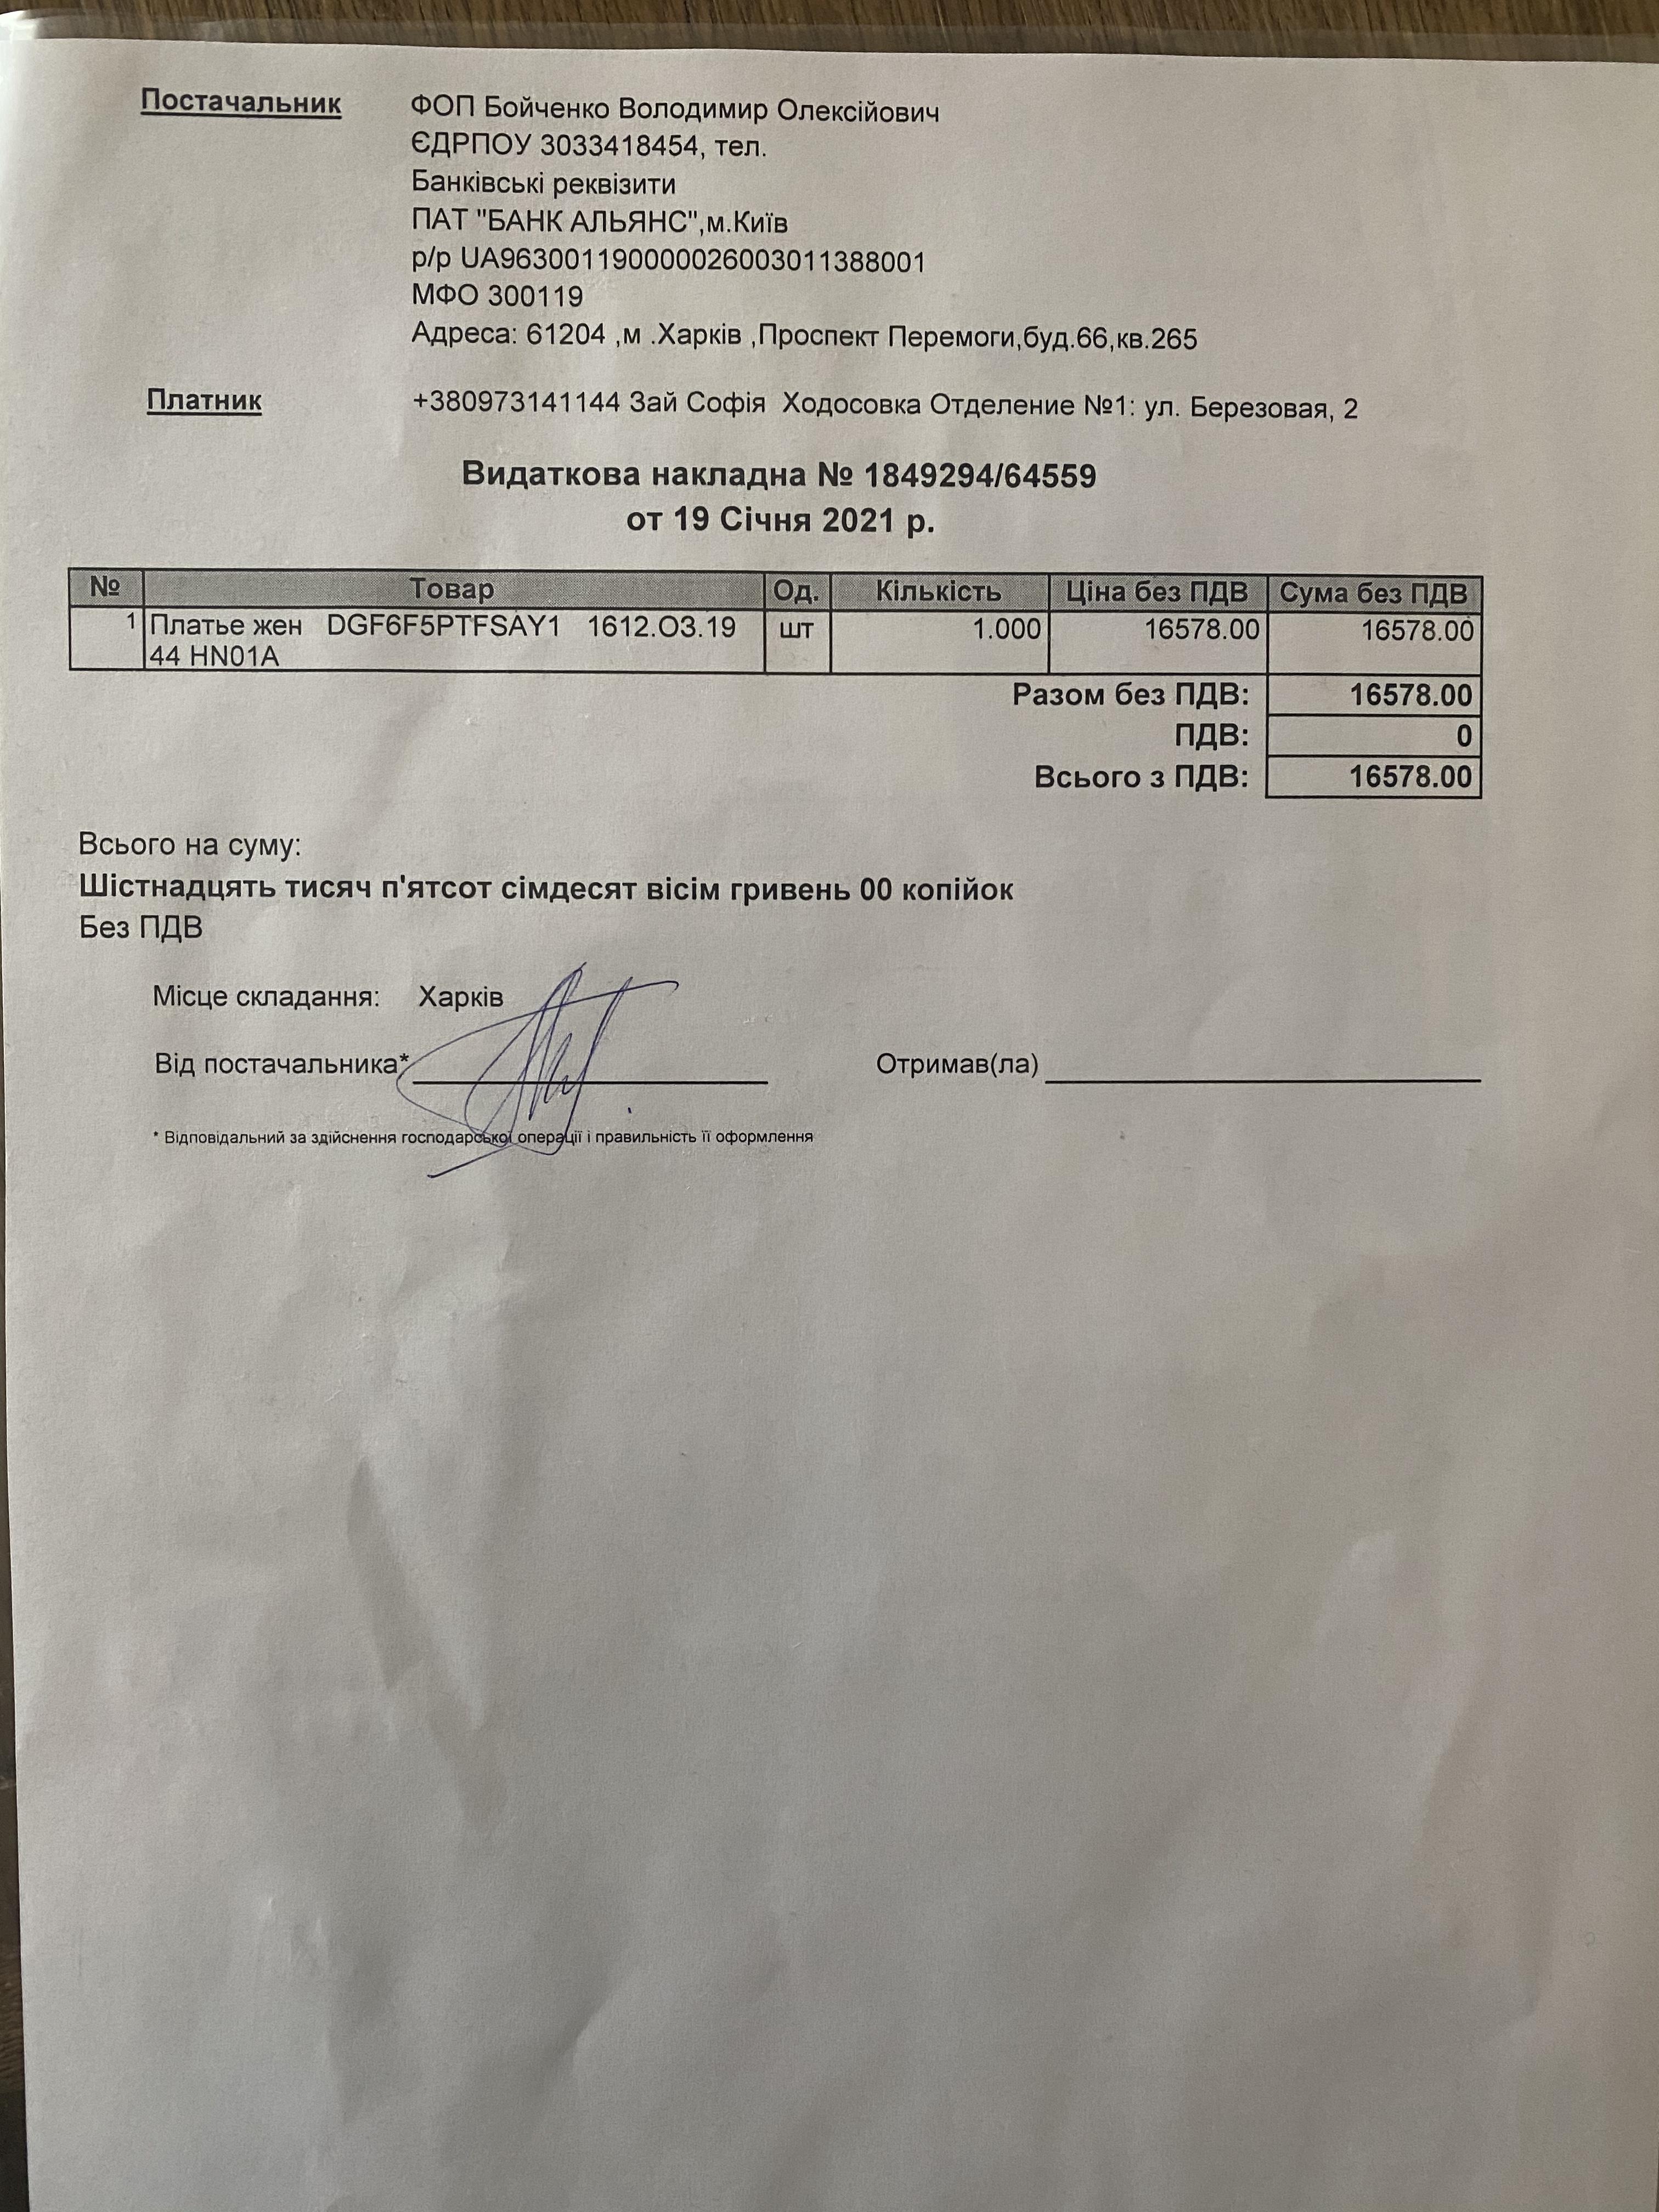 Постачальник ФОП Бойченко Володимир Олексійович
ЄДРПОУ 3033418454, тел.
Банківські реквізити
ПАТ "БАНК АЛЬЯНС",м.Київ
р/р UA963001190000026003011388001
МФО 300119
Адреса: 61204 ,м .Харків ,Проспект Перемоги,буд.66,кв.265
Платник +380973141144 Зай Софія Ходосовка Отделение №1: ул. Березовая, 2
Видаткова накладна № 1849294/64559
от 19 Січня 2021 р.
№ Товар Од. Кількість Ціна без ПДВ Сума без ПДВ
1 Платье жен DGF6F5PTFSAY1 1612.O3.19 шт 1.000 16578.00 16578.00
44 HN01A
Разом без ПДВ: 16578.00
ПДВ: 0
Всього з ПДВ: 16578.00
Всього на суму:
Шістнадцять тисяч п'ятсот сімдесят вісім гривень 00 копійок
Без ПДВ
Місце складання: Харків
Від постачальника* Отримав(ла)
* Відповідальний за здійснення господарської операції і правильність її оформлення